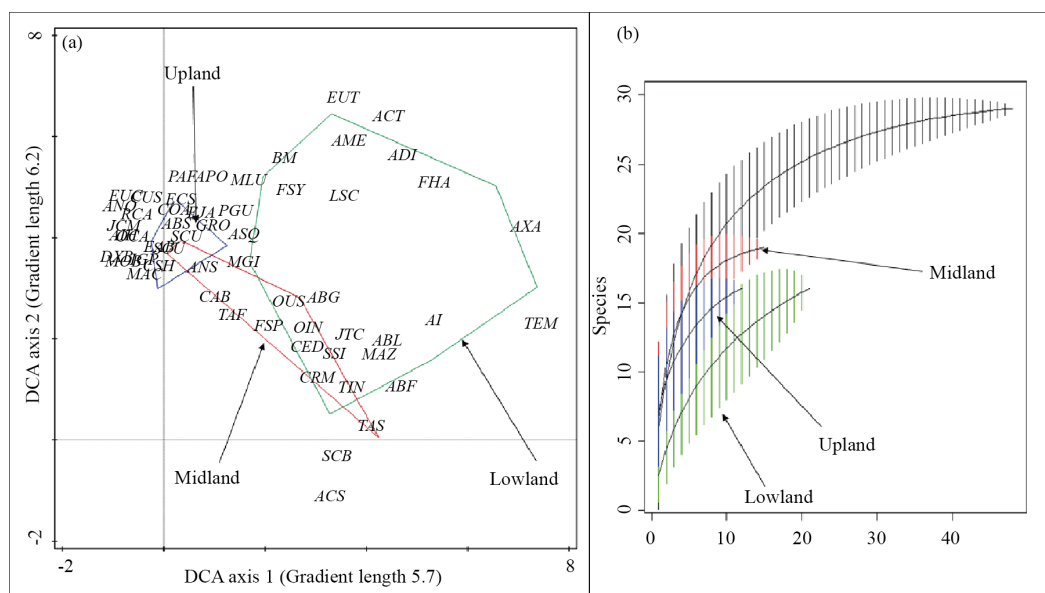 (a)
8
Upland
EUT
ACT
AME
ADI
BM
PAFAPO
MLU
FSY
LSC
FHA
EUC
CUS
ECS
ANO
COA
EJA
PGU
RCA
AXA
JCM
ABS
GRO
ASQ
SCU
MGI
CSH
ANS
MAC
CAB
OUS
ABG
TAF
FSP
OIN
JTC
AI
TEM
CED
SSI
ABL
MAZ
CRM
TIN
ABF
TAS
SCB
Midland
Lowland
ACS
-2
-2
8
DCA axis 1 (Gradient length 5.7)
DCA axis 2 (Gradient length 6.2)
(b)
30
25
20
15
10
5
0
Species
Midland
Upland
Lowland
0
10
20
30
40